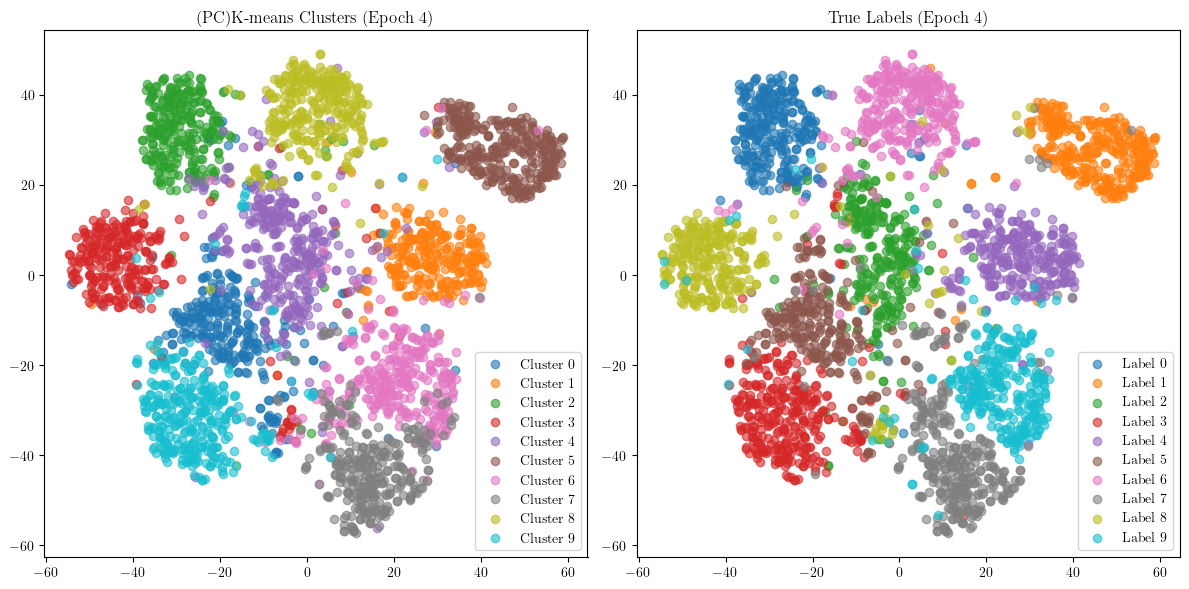 (PC)K-means Clusters (Epoch 4)
40
20
0
−20
−40
−60
−60
−40
−20
0
20
40
60
Cluster 0
Cluster 1
Cluster 2
Cluster 3
Cluster 4
Cluster 5
Cluster 6
Cluster 7
Cluster 8
Cluster 9
True Labels (Epoch 4)
40
20
0
−20
−40
−60
−60
−40
−20
0
20
40
60
Label 0
Label 1
Label 2
Label 3
Label 4
Label 5
Label 6
Label 7
Label 8
Label 9